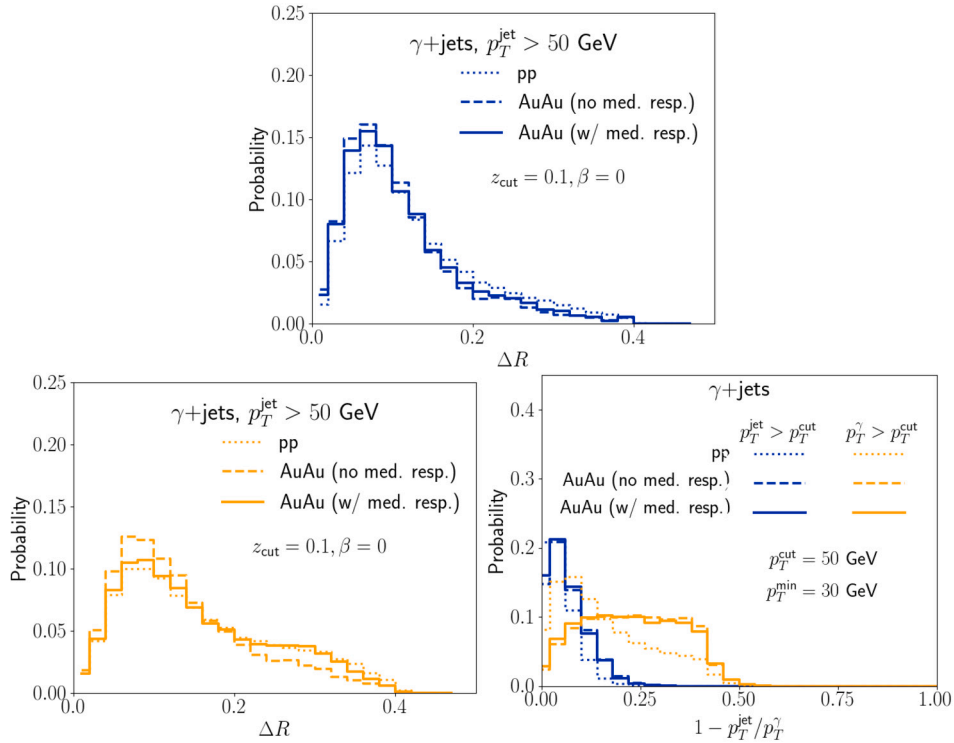 0.25
0.20
0.15
0.10
0.05
0.00
Probability
γ+jets, p_T^jet > 50 GeV
pp
AuAu (no med. resp.)
AuAu (w/ med. resp.)
z_cut = 0.1, β = 0
0.0 0.2 0.4
ΔR
0.25
0.20
0.15
0.10
0.05
0.00
Probability
γ+jets, p_T^jet > 50 GeV
pp
AuAu (no med. resp.)
AuAu (w/ med. resp.)
z_cut = 0.1, β = 0
0.0 0.2 0.4
ΔR
γ+jets
0.4
0.3
0.2
0.1
0.0
Probability
p_T^jet > p_T^cut p_T^γ > p_T^cut
pp
AuAu (no med. resp.)
AuAu (w/ med. resp.)
p_T^cut = 50 GeV
p_T^min = 30 GeV
0.00 0.25 0.50 0.75 1.00
1 − p_T^jet/p_T^γ